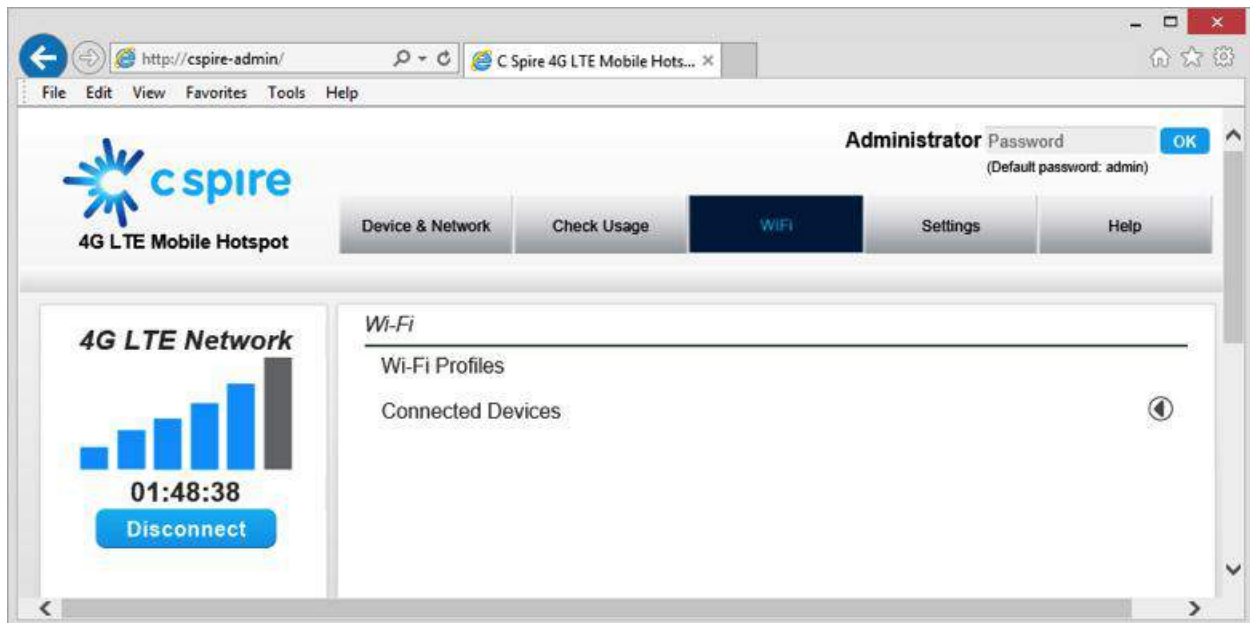 http://cspire-admin/
C Spire 4G LTE Mobile Hots...
File Edit View Favorites Tools Help
c spire
4G LTE Mobile Hotspot
Administrator Password OK
(Default password: admin)
Device & Network Check Usage WiFi Settings Help
4G LTE Network
01:48:38
Disconnect
Wi-Fi
Wi-Fi Profiles
Connected Devices